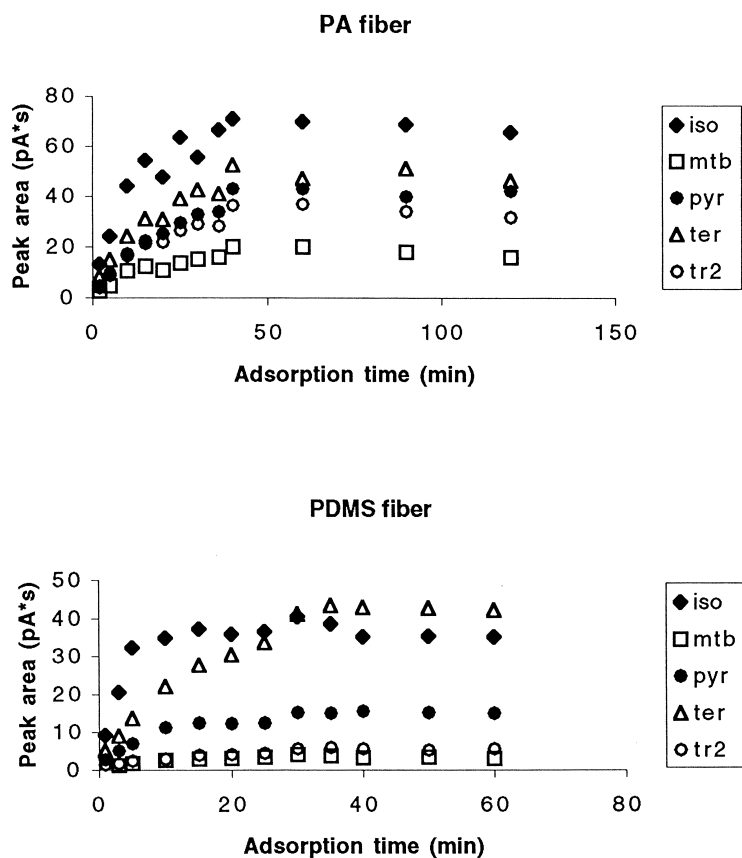 PA fiber
80
60
40
20
0
Peak area (pA*s)
0 50 100 150
Adsorption time (min)
iso
mtb
pyr
ter
tr2
PDMS fiber
50
40
30
20
10
0
Peak area (pA*s)
0 20 40 60 80
Adsorption time (min)
iso
mtb
pyr
ter
tr2